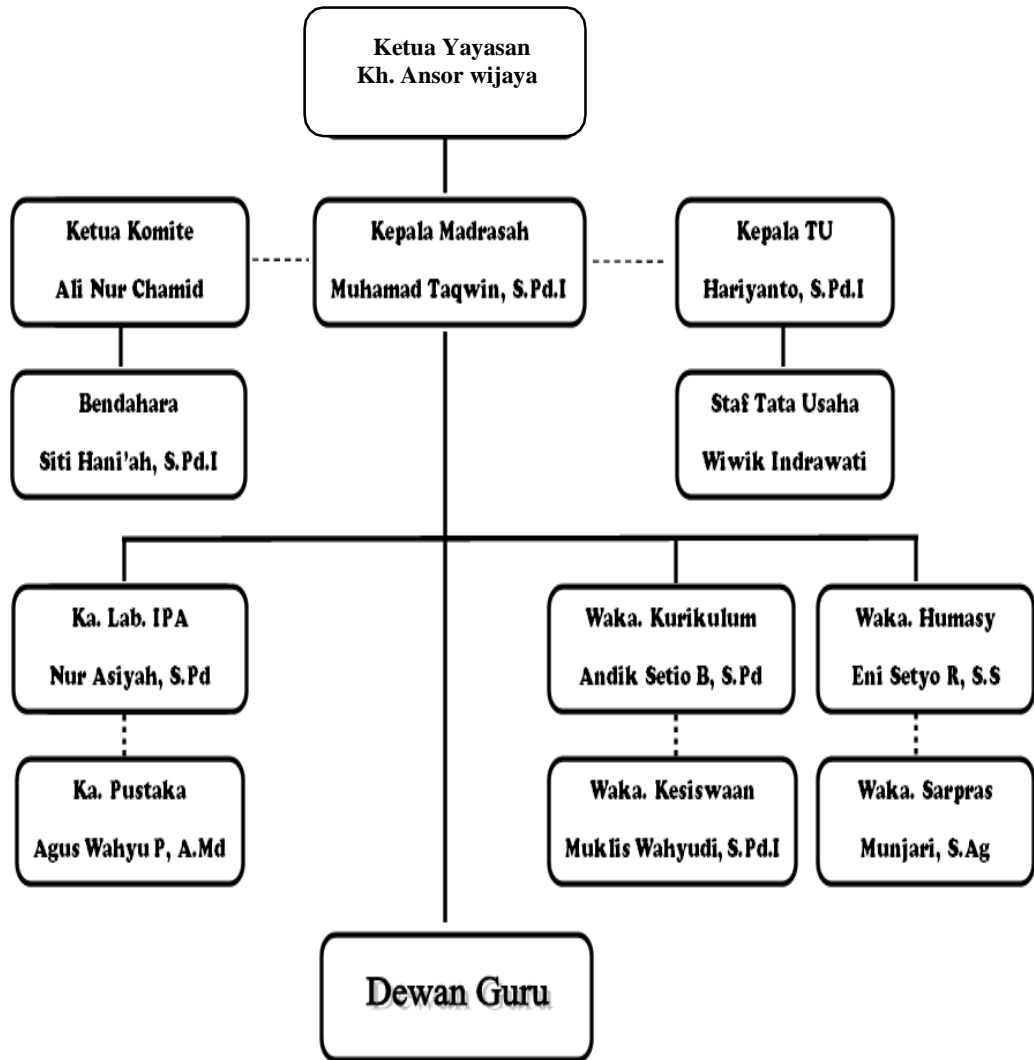 Ketua Yayasan
Kh. Ansor wijaya
Ketua Komite
Ali Nur Chamid
Kepala Madrasah
Muhamad Taqwin, S.Pd.I
Kepala TU
Hariyanto, S.Pd.I
Bendahara
Siti Hani'ah, S.Pd.I
Staf Tata Usaha
Wiwik Indrawati
Ka. Lab. IPA
Nur Asiyah, S.Pd
Waka. Kurikulum
Andik Setio B, S.Pd
Waka. Humasy
Eni Setyo R, S.S
Ka. Pustaka
Agus Wahyu P, A.Md
Waka. Kesiswaan
Muklis Wahyudi, S.Pd.I
Waka. Sarpras
Munjari, S.Ag
Dewan Guru